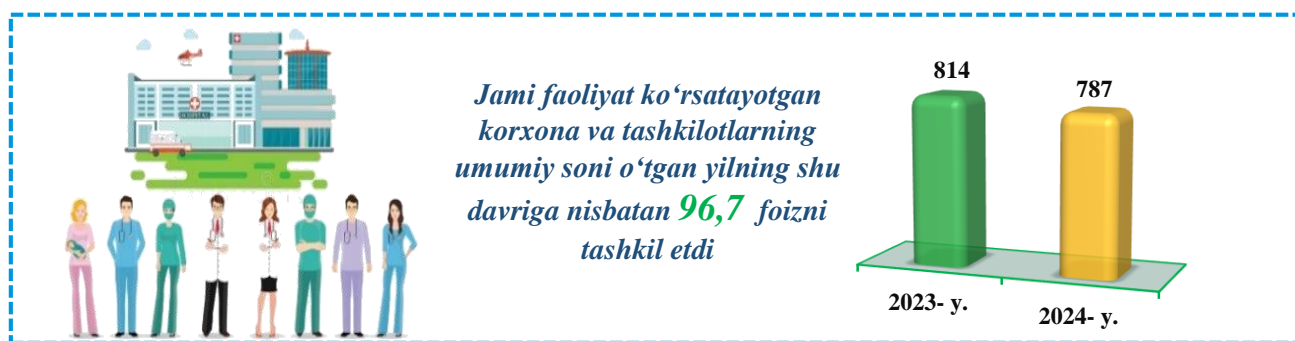 HOSPITAL
Jami faoliyat ko‘rsatayotgan
korxona va tashkilotlarning
umumiy soni o‘tgan yilning shu
davriga nisbatan 96,7 foizni
tashkil etdi
814
787
2023- y.
2024- y.